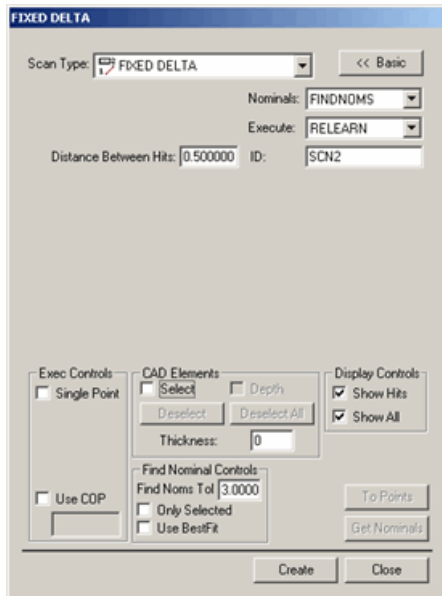 FIXED DELTA
Scan Type: FIXED DELTA << Basic
Nominals: FINDNOMS
Execute: RELEARN
Distance Between Hits: 0.500000 ID: SCN2
Exec Controls CAD Elements Display Controls
Single Point Select Depth Show Hits
Deselect Deselect All Show All
Thickness: 0
Find Nominal Controls
Find Noms Tol 3.0000 To Points
Use COP Only Selected
Use BestFit Get Nominals
Create Close